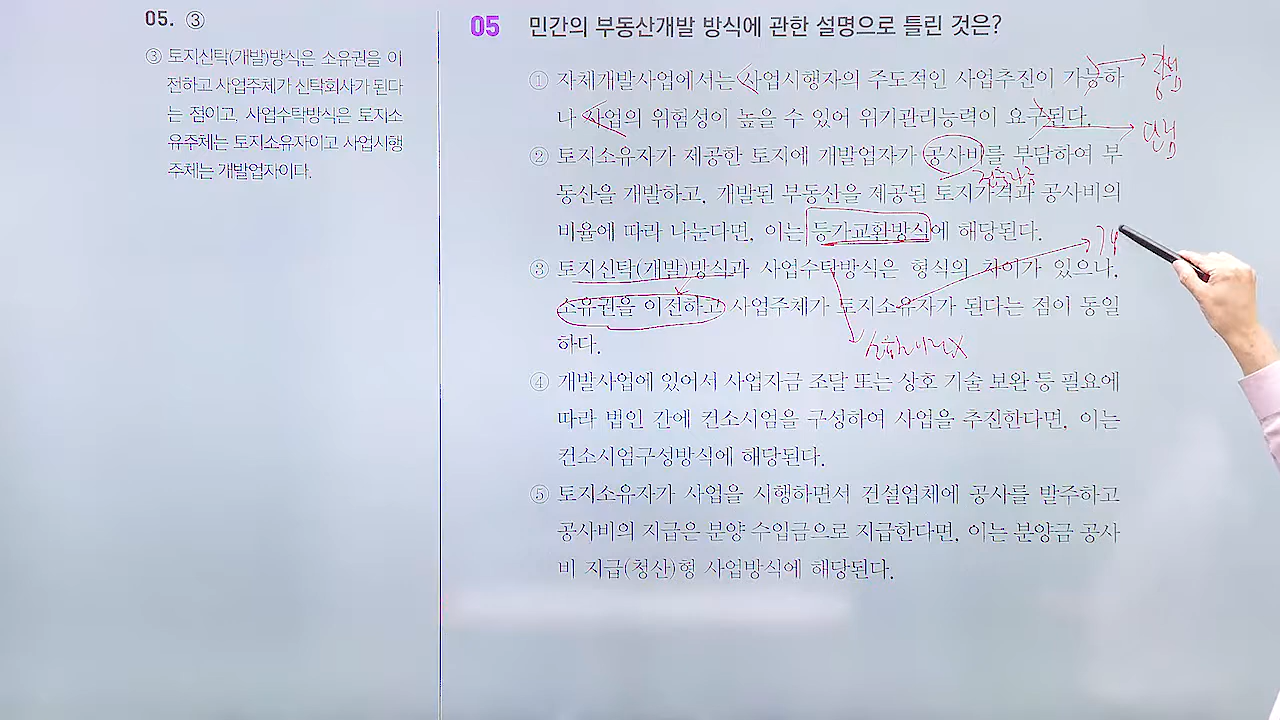 05. ③
③ 토지신탁(개발)방식은 소유권을 이
전하고 사업주체가 신탁회사가 된다
는 점이고, 사업수탁방식은 토지소
유주체는 토지소유자이고 사업시행
주체는 개발업자이다.
05 민간의 부동산개발 방식에 관한 설명으로 틀린 것은?
① 자체개발사업에서는 사업시행자의 주도적인 사업추진이 가능하
나 사업의 위험성이 높을 수 있어 위기관리능력이 요구된다.
② 토지소유자가 제공한 토지에 개발업자가 공사비를 부담하여 부
동산을 개발하고, 개발된 부동산을 제공된 토지가격과 공사비의
비율에 따라 나눈다면, 이는 등가교환방식에 해당된다.
③ 토지신탁(개발)방식과 사업수탁방식은 형식의 차이가 있으나,
소유권을 이전하고 사업주체가 토지소유자가 된다는 점이 동일
하다.
④ 개발사업에 있어서 사업자금 조달 또는 상호 기술 보완 등 필요에
따라 법인 간에 컨소시엄을 구성하여 사업을 추진한다면, 이는
컨소시엄구성방식에 해당된다.
⑤ 토지소유자가 사업을 시행하면서 건설업체에 공사를 발주하고
공사비의 지급은 분양 수입금으로 지급한다면, 이는 분양금 공사
비 지급(청산)형 사업방식에 해당된다.